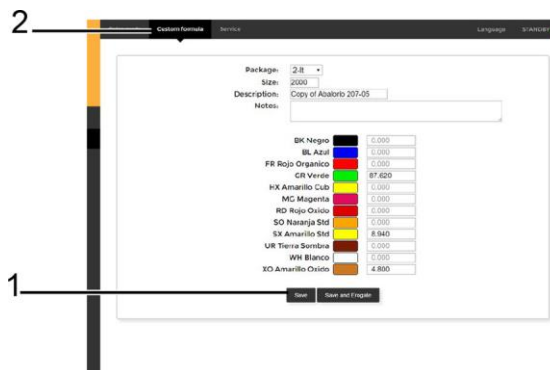 2
Custom formula Service Language STANDBY
Package: 2-lt
Size: 2000
Description: Copy of Abalorio 207-05
Notes:
BK Negro 0.000
BL Azul 0.000
FR Rojo Organico 0.000
GR Verde 87.620
HX Amarillo Cub 0.000
MG Magenta 0.000
RD Rojo Oxido 0.000
SO Naranja Std 0.000
SX Amarillo Std 8.940
UR Tierra Sombra 0.000
WH Blanco 0.000
XO Amarillo Oxido 4.800
1
Save Save and Erogate